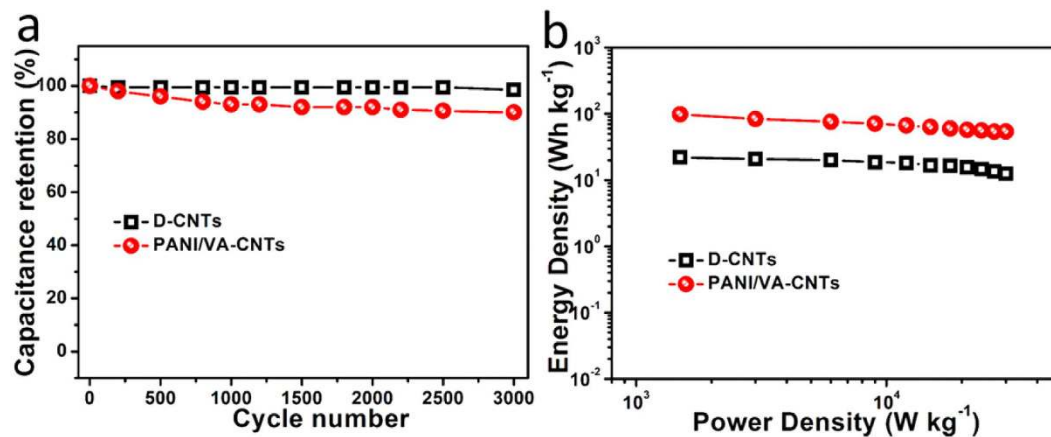 a
Capacitance retention (%)
100
80
60
40
20
0
D-CNTs
PANI/VA-CNTs
0 500 1000 1500 2000 2500 3000
Cycle number
b
Energy Density (Wh kg⁻¹)
10³
10²
10¹
10⁰
10⁻¹
10⁻²
D-CNTs
PANI/VA-CNTs
10³ 10⁴
Power Density (W kg⁻¹)